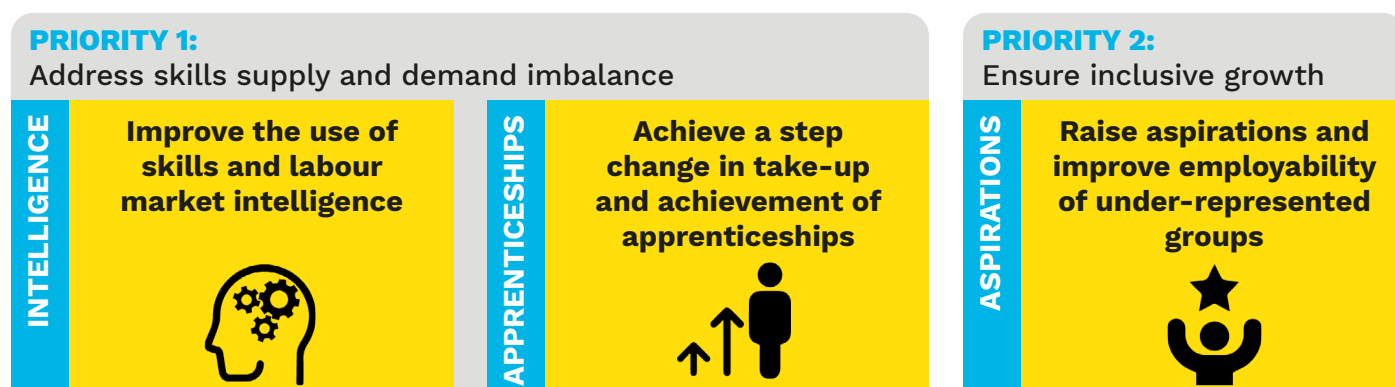 PRIORITY 1:
Address skills supply and demand imbalance
INTELLIGENCE
Improve the use of
skills and labour
market intelligence
APPRENTICESHIPS
Achieve a step
change in take-up
and achievement of
apprenticeships
PRIORITY 2:
Ensure inclusive growth
ASPIRATIONS
Raise aspirations and
improve employability
of under-represented
groups